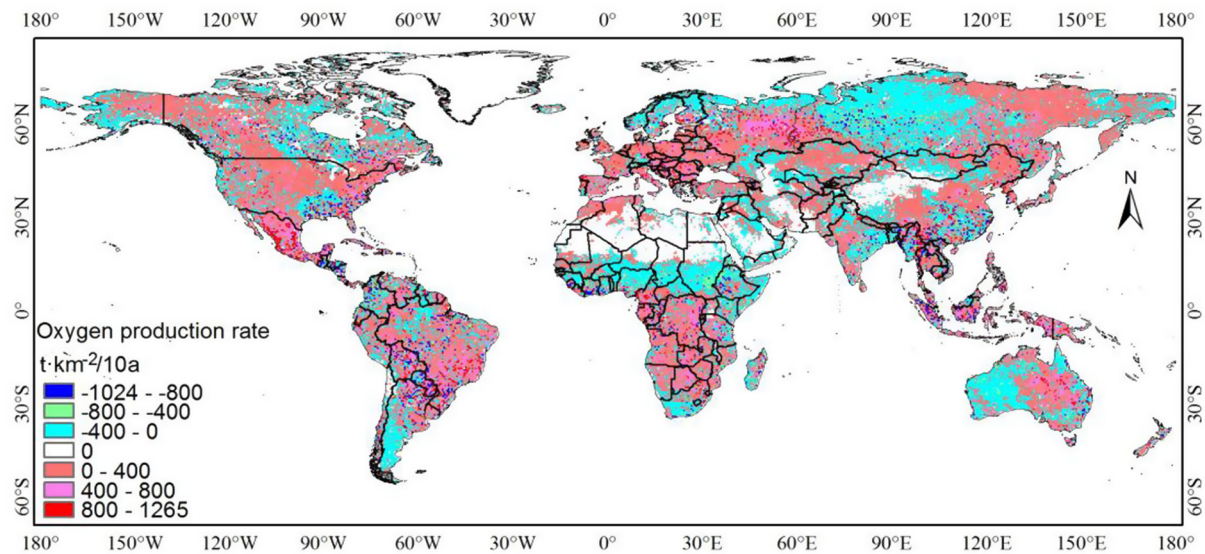 180° 150°W 120°W 90°W 60°W 30°W 0° 30°E 60°E 90°E 120°E 150°E 180°
60°N 60°N
30°N 30°N
N
0° 0°
30°S 30°S
60°S 60°S
Oxygen production rate
t·km⁻²/10a
-1024 - -800
-800 - -400
-400 - 0
0
0 - 400
400 - 800
800 - 1265
180° 150°W 120°W 90°W 60°W 30°W 0° 30°E 60°E 90°E 120°E 150°E 180°